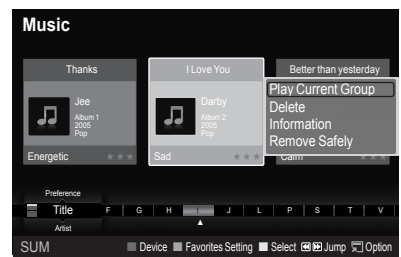 Music
Thanks
I Love You
Better than yesterday
Jee
Album 1
2005
Pop
Darby
Album 2
2005
Pop
Play Current Group
Delete
Information
Remove Safely
Energetic ★★★
Sad ★★★
Calm ★★★
Preference
Title F G H I J L P S T V
Artist
SUM Device Favorites Setting Select Jump Option